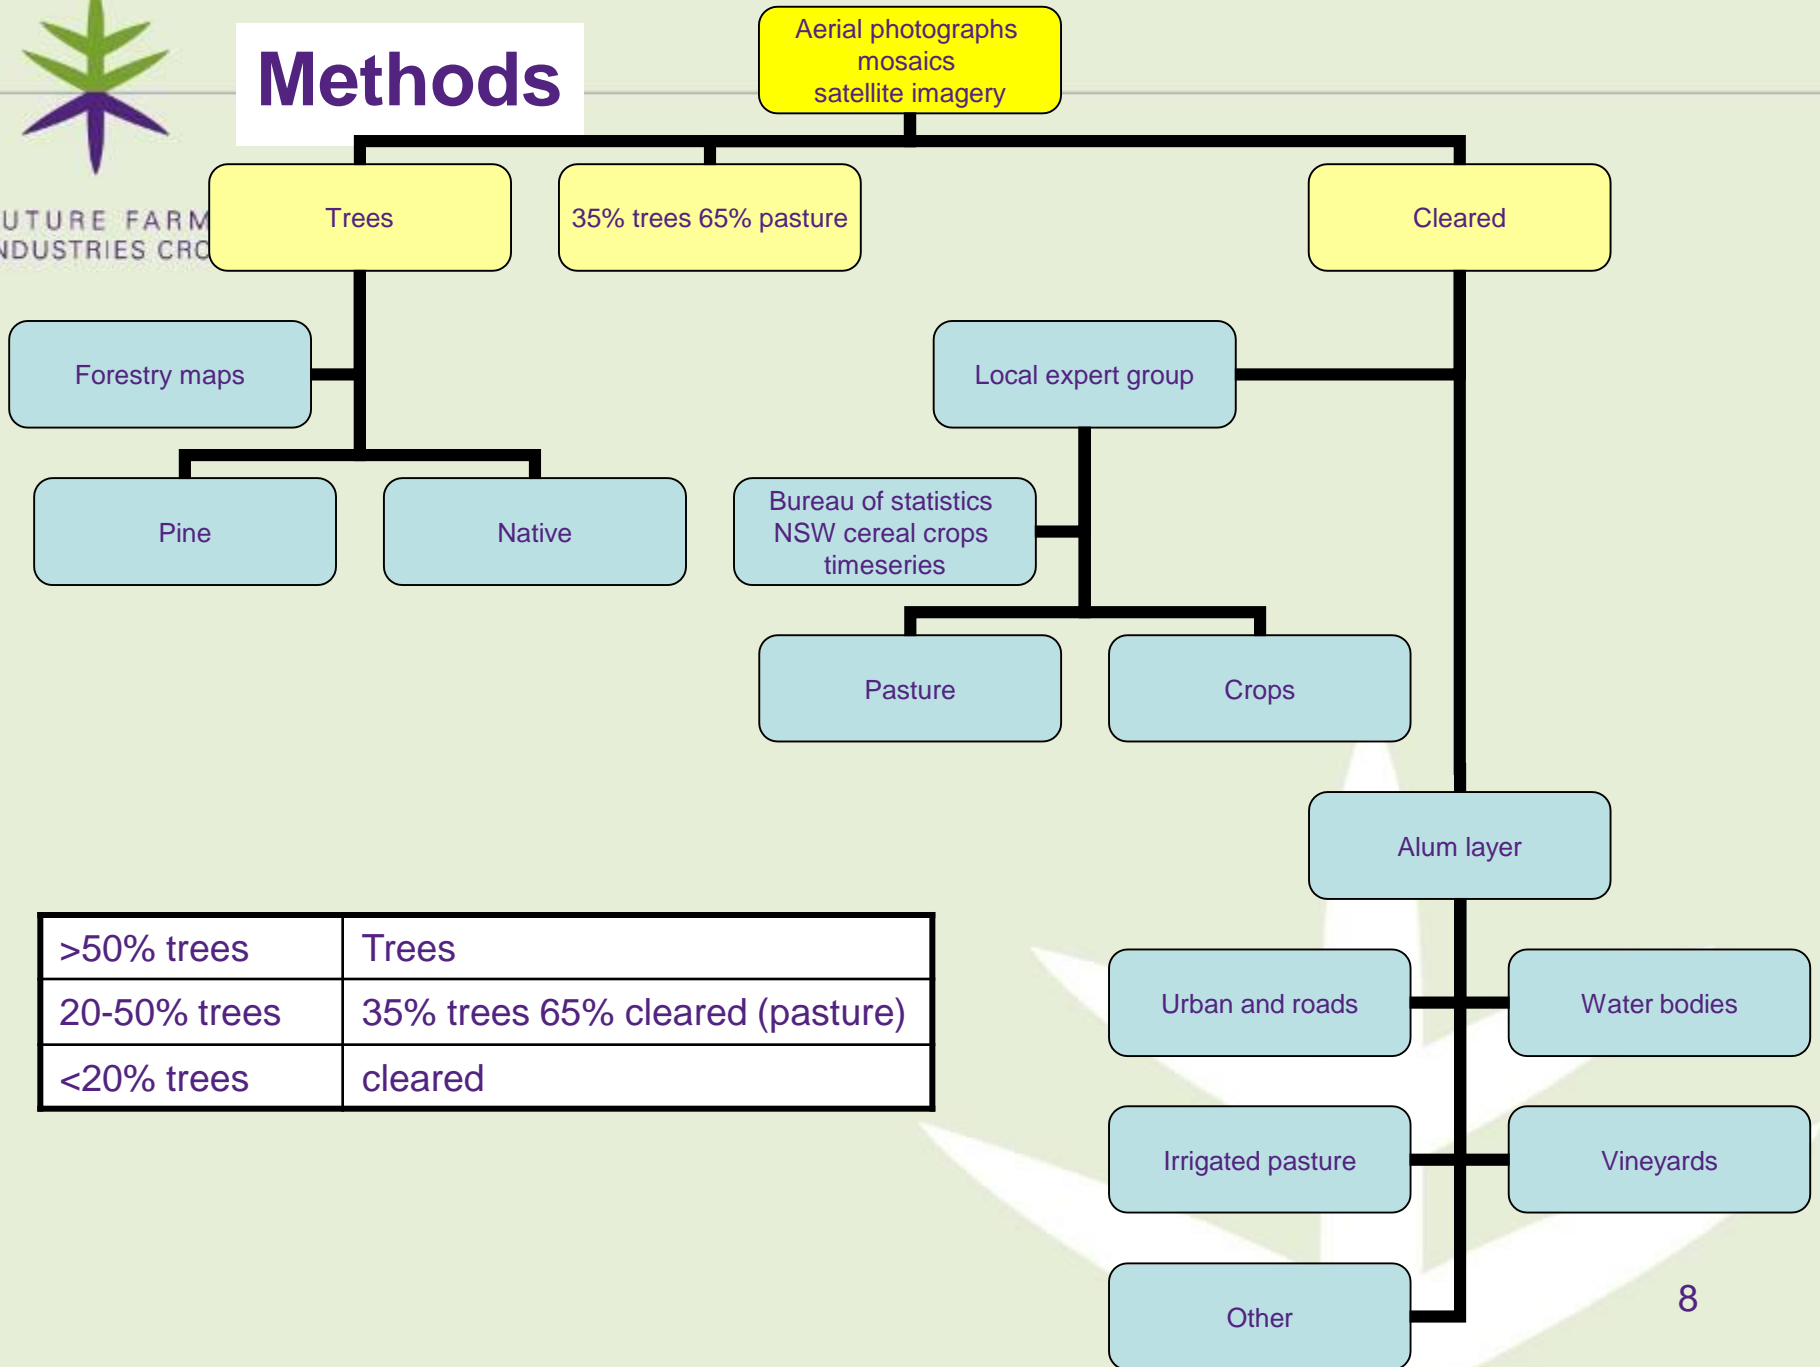 Methods
Aerial photographs
mosaics
satellite imagery
UTURE FARM
NDUSTRIES CRC
Trees
35% trees 65% pasture
Cleared
Forestry maps
Local expert group
Pine
Native
Bureau of statistics
NSW cereal crops
timeseries
Pasture
Crops
Alum layer
>50% trees Trees
20-50% trees 35% trees 65% cleared (pasture)
<20% trees cleared
Urban and roads
Water bodies
Irrigated pasture
Vineyards
Other
8